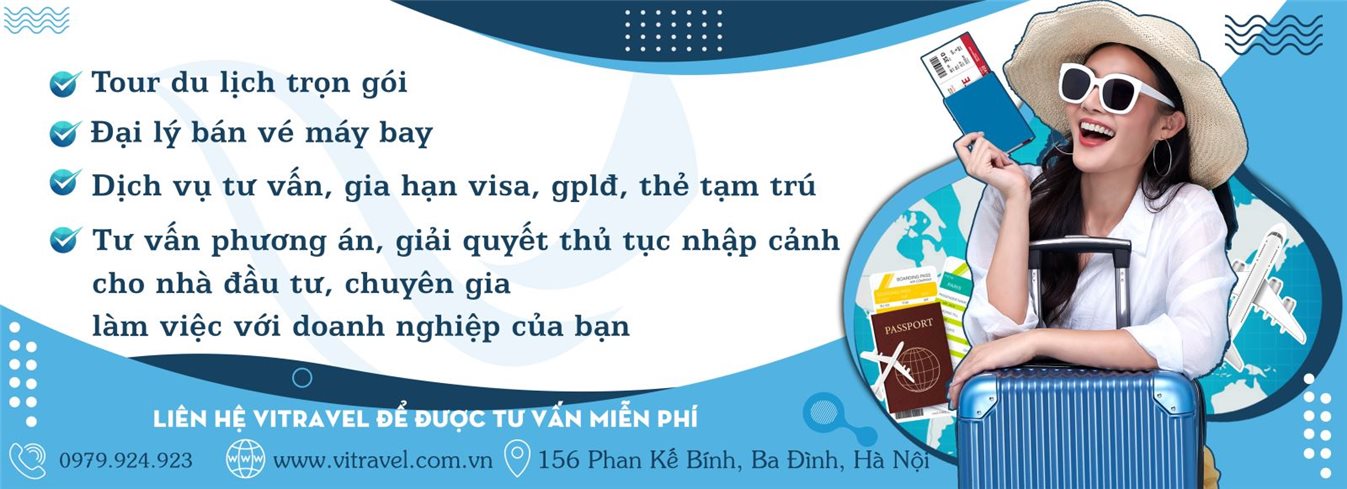 Tour du lịch trọn gói
Đại lý bán vé máy bay
Dịch vụ tư vấn, gia hạn visa, gplđ, thẻ tạm trú
Tư vấn phương án, giải quyết thủ tục nhập cảnh
cho nhà đầu tư, chuyên gia
làm việc với doanh nghiệp của bạn
LIÊN HỆ VITRAVEL ĐỂ ĐƯỢC TƯ VẤN MIỄN PHÍ
0979.924.923
www.vitravel.com.vn
156 Phan Kế Bính, Ba Đình, Hà Nội
BOARDING PASS
PARIS
PASSPORT